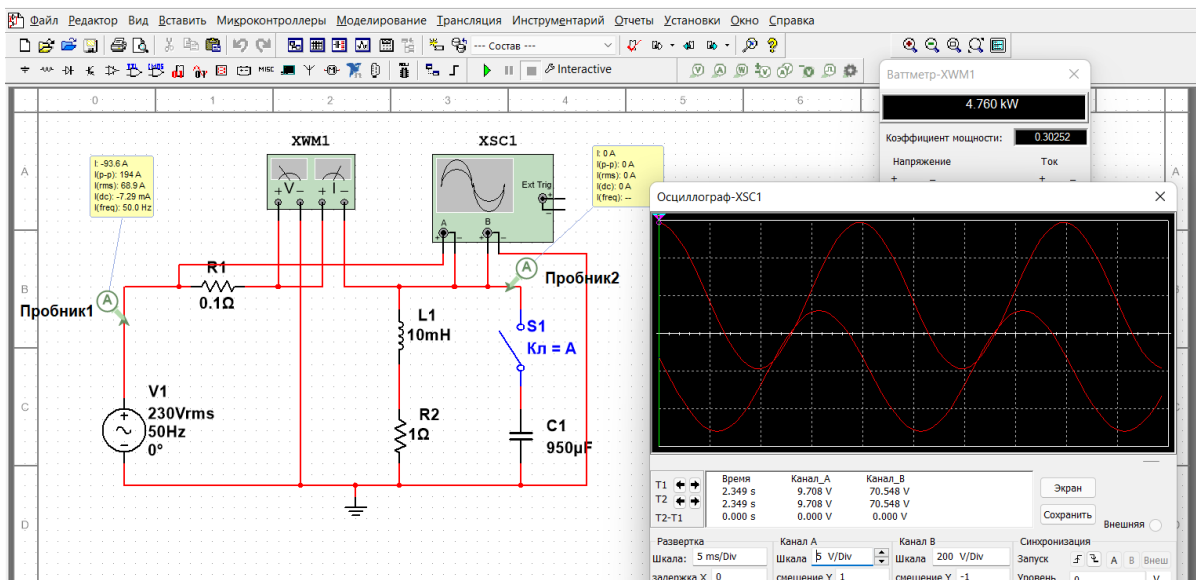 Файл Редактор Вид Вставить Микроконтроллеры Моделирование Трансляция Инструментарий Отчеты Установки Окно Справка
--- Состав ---
Interactive
0 1 2 3 4 5 6
A
B
C
D
A
I: -93.6 A
I(p-p): 194 A
I(rms): 68.9 A
I(dc): -7.29 mA
I(freq): 50.0 Hz
XWM1
V I
XSC1
Ext Trig
A B
I: 0 A
I(p-p): 0 A
I(rms): 0 A
I(dc): 0 A
I(freq): --
R1
0.1Ω
A
Пробник1
A
Пробник2
L1
10mH
S1
Кл = A
V1
230Vrms
50Hz
0°
R2
1Ω
C1
950µF
Ваттметр-XWM1
4.760 kW
Коэффициент мощности: 0.30252
Напряжение Ток
Осциллограф-XSC1
Время Канал_A Канал_B
T1 2.349 s 9.708 V 70.548 V
T2 2.349 s 9.708 V 70.548 V
T2-T1 0.000 s 0.000 V 0.000 V
Экран
Сохранить
Внешняя
Развертка Канал A Канал B Синхронизация
Шкала: 5 ms/Div Шкала 5 V/Div Шкала 200 V/Div Запуск A B Внеш
задержка X 0 смещение Y 1 смещение Y -1 Уровень 0 V